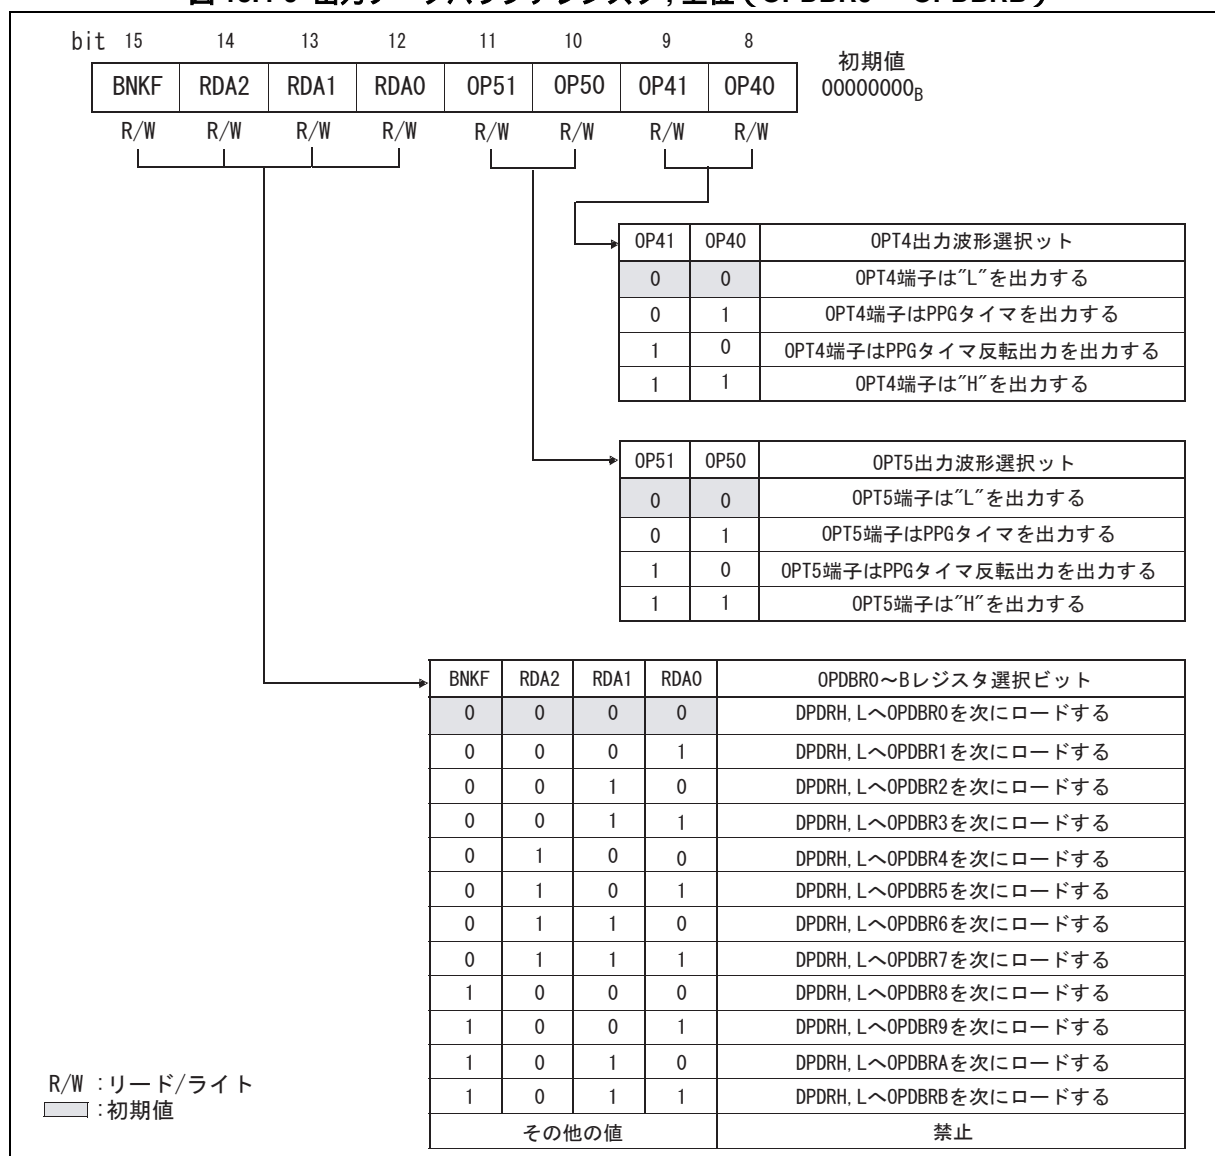 bit 15 14 13 12 11 10 9 8
初期値
BNKF RDA2 RDA1 RDA0 OP51 OP50 OP41 OP40 00000000B
R/W R/W R/W R/W R/W R/W R/W R/W
OP41 OP40 OPT4出力波形選択ット
0 0 OPT4端子は"L"を出力する
0 1 OPT4端子はPPGタイマを出力する
1 0 OPT4端子はPPGタイマ反転出力を出力する
1 1 OPT4端子は"H"を出力する
OP51 OP50 OPT5出力波形選択ット
0 0 OPT5端子は"L"を出力する
0 1 OPT5端子はPPGタイマを出力する
1 0 OPT5端子はPPGタイマ反転出力を出力する
1 1 OPT5端子は"H"を出力する
BNKF RDA2 RDA1 RDA0 OPDBR0～Bレジスタ選択ビット
0 0 0 0 DPDRH,LへOPDBR0を次にロードする
0 0 0 1 DPDRH,LへOPDBR1を次にロードする
0 0 1 0 DPDRH,LへOPDBR2を次にロードする
0 0 1 1 DPDRH,LへOPDBR3を次にロードする
0 1 0 0 DPDRH,LへOPDBR4を次にロードする
0 1 0 1 DPDRH,LへOPDBR5を次にロードする
0 1 1 0 DPDRH,LへOPDBR6を次にロードする
0 1 1 1 DPDRH,LへOPDBR7を次にロードする
1 0 0 0 DPDRH,LへOPDBR8を次にロードする
1 0 0 1 DPDRH,LへOPDBR9を次にロードする
1 0 1 0 DPDRH,LへOPDBRAを次にロードする
1 0 1 1 DPDRH,LへOPDBRBを次にロードする
その他の値 禁止
R/W :リード/ライト
:初期値